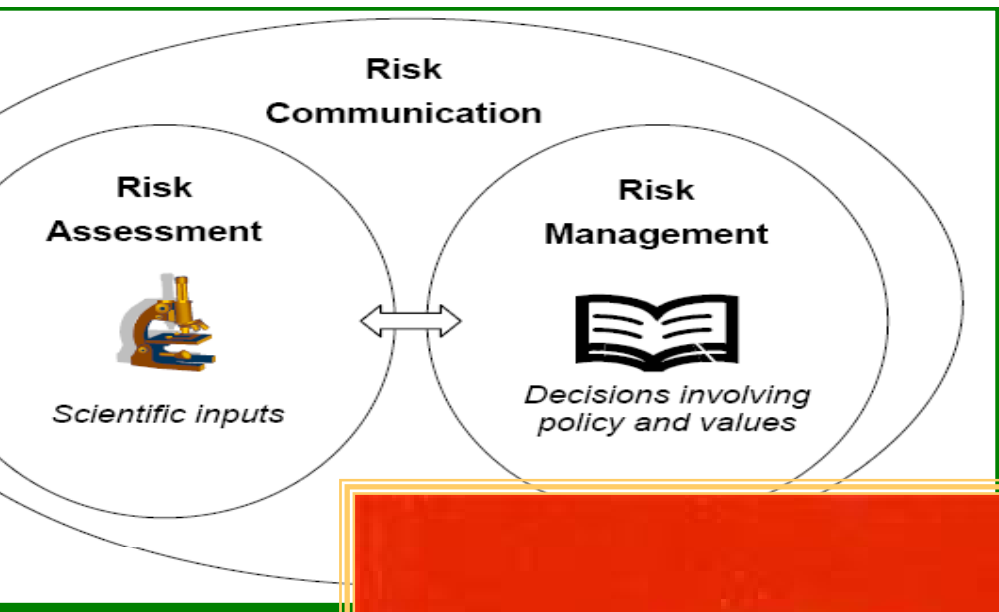 Risk
Communication
Risk
Assessment
Scientific inputs
Risk
Management
Decisions involving
policy and values